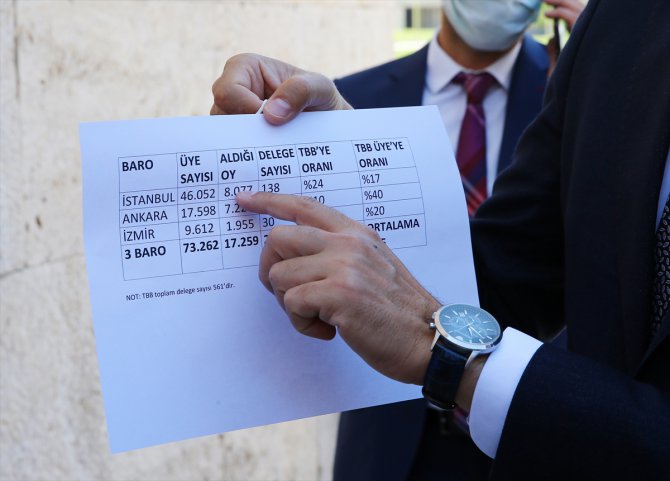 BARO ÜYE SAYISI ALDIĞI OY DELEGE SAYISI TBB'YE ORANI TBB ÜYE'YE ORANI
İSTANBUL 46.052 8.077 138 %24 %17
ANKARA 17.598 %40
İZMİR 9.612 1.955 30 %20
3 BARO 73.262 17.259 ORTALAMA
NOT: TBB toplam delege sayısı 561'dir.